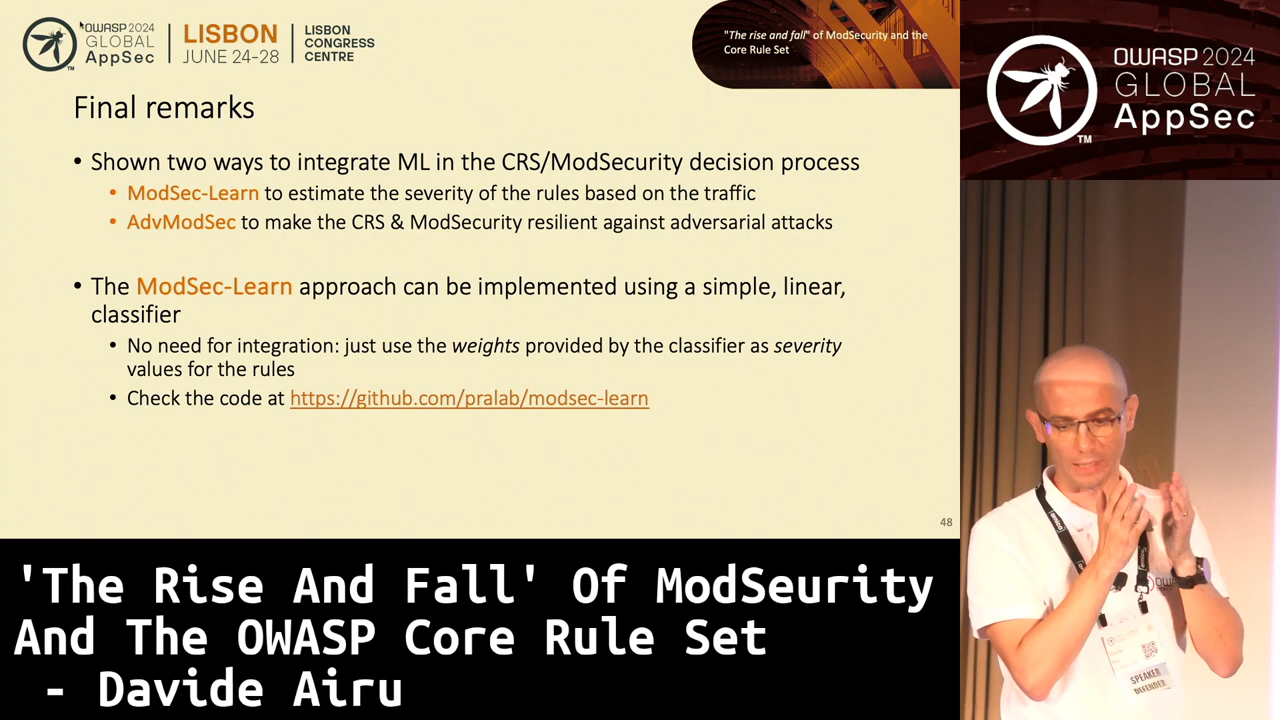 OWASP 2024
GLOBAL
AppSec
TM
LISBON
JUNE 24-28
LISBON
CONGRESS
CENTRE
"The rise and fall" of ModSecurity and the
Core Rule Set
OWASP 2024
GLOBAL
AppSec
TM
Final remarks
• Shown two ways to integrate ML in the CRS/ModSecurity decision process
• ModSec-Learn to estimate the severity of the rules based on the traffic
• AdvModSec to make the CRS & ModSecurity resilient against adversarial attacks
• The ModSec-Learn approach can be implemented using a simple, linear,
classifier
• No need for integration: just use the weights provided by the classifier as severity
values for the rules
• Check the code at https://github.com/pralab/modsec-learn
48
OWASP
SPEAKER
DEFENDER
'The Rise And Fall' Of ModSeurity
And The OWASP Core Rule Set
- Davide Airu